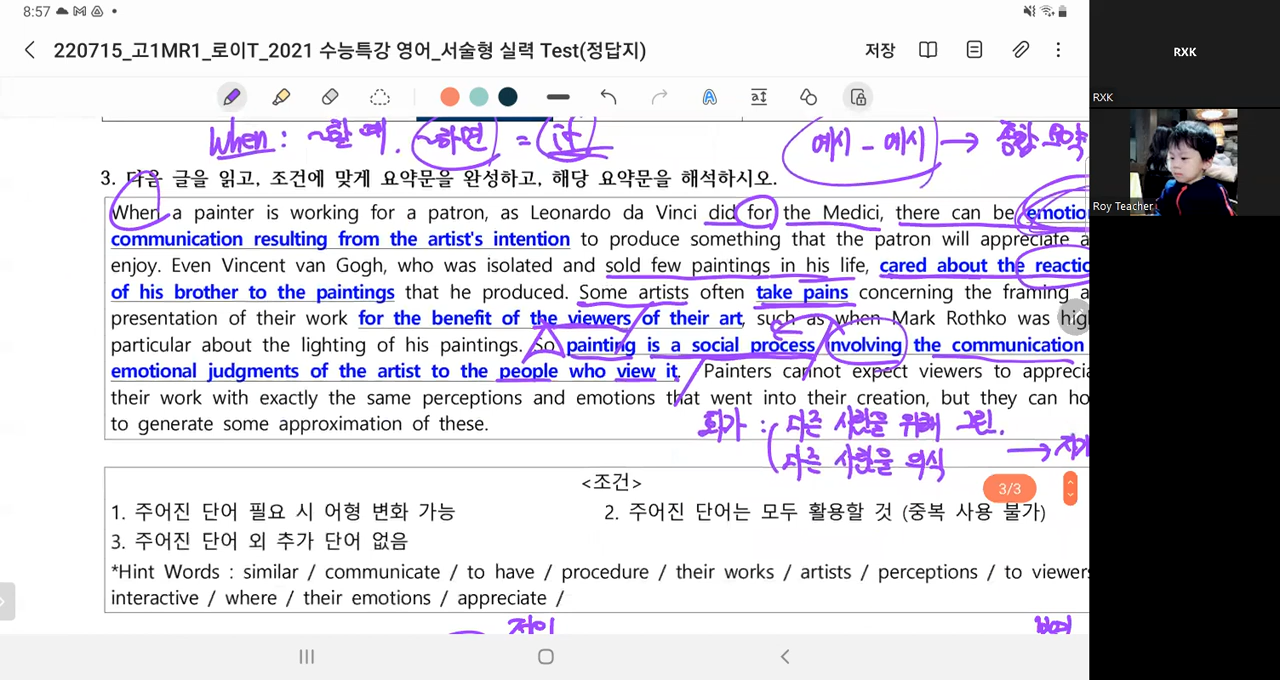 8:57
220715_고1MR1_로이T_2021 수능특강 영어_서술형 실력 Test(정답지)
저장
RXK
RXK
Roy Teacher
When : ~할 때. ~하면 = if
예시 - 예시 → 종합 요약
3. 다음 글을 읽고, 조건에 맞게 요약문을 완성하고, 해당 요약문을 해석하시오.
When a painter is working for a patron, as Leonardo da Vinci did for the Medici, there can be emotio
communication resulting from the artist's intention to produce something that the patron will appreciate a
enjoy. Even Vincent van Gogh, who was isolated and sold few paintings in his life, cared about the reactio
of his brother to the paintings that he produced. Some artists often take pains concerning the framing a
presentation of their work for the benefit of the viewers of their art, such as when Mark Rothko was hig
particular about the lighting of his paintings. So painting is a social process involving the communication
emotional judgments of the artist to the people who view it. Painters cannot expect viewers to apprecia
their work with exactly the same perceptions and emotions that went into their creation, but they can ho
to generate some approximation of these.
화가 : 다른 사람을 위해 그린.
다른 사람을 의식 →
<조건>
3/3
1. 주어진 단어 필요 시 어형 변화 가능 2. 주어진 단어는 모두 활용할 것 (중복 사용 불가)
3. 주어진 단어 외 추가 단어 없음
*Hint Words : similar / communicate / to have / procedure / their works / artists / perceptions / to viewers
interactive / where / their emotions / appreciate /